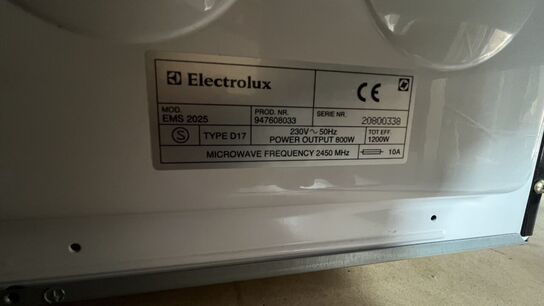 Electrolux
CE
MOD. PROD. NR. SERIE NR.
EMS 2025 947608033 20800338
S TYPE D17 230V ~ 50Hz TOT EFF.
POWER OUTPUT 800W 1200W
MICROWAVE FREQUENCY 2450 MHz 10A